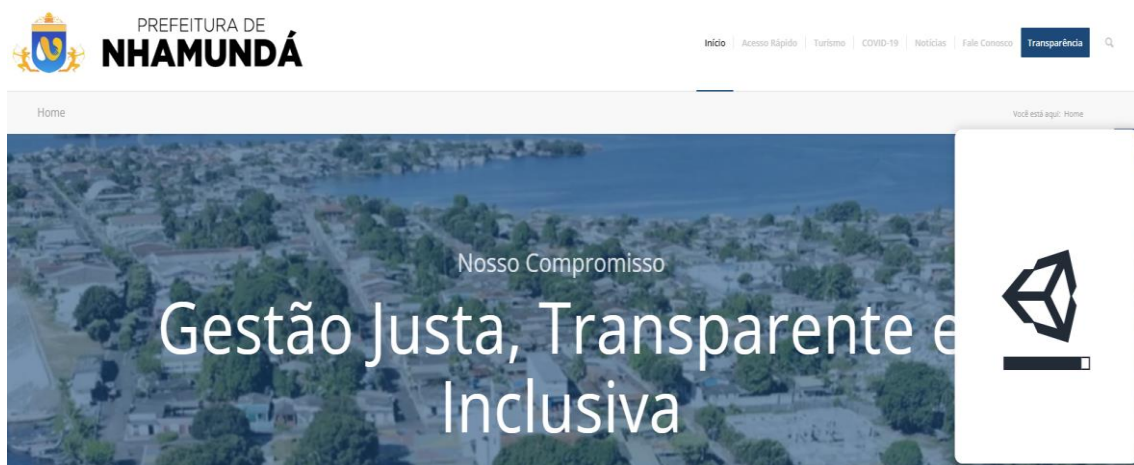 PREFEITURA DE
NHAMUNDÁ
Início Acesso Rápido Turismo COVID-19 Notícias Fale Conosco Transparência
Home
Você está aqui: Home
Nosso Compromisso
Gestão Justa, Transparente e
Inclusiva